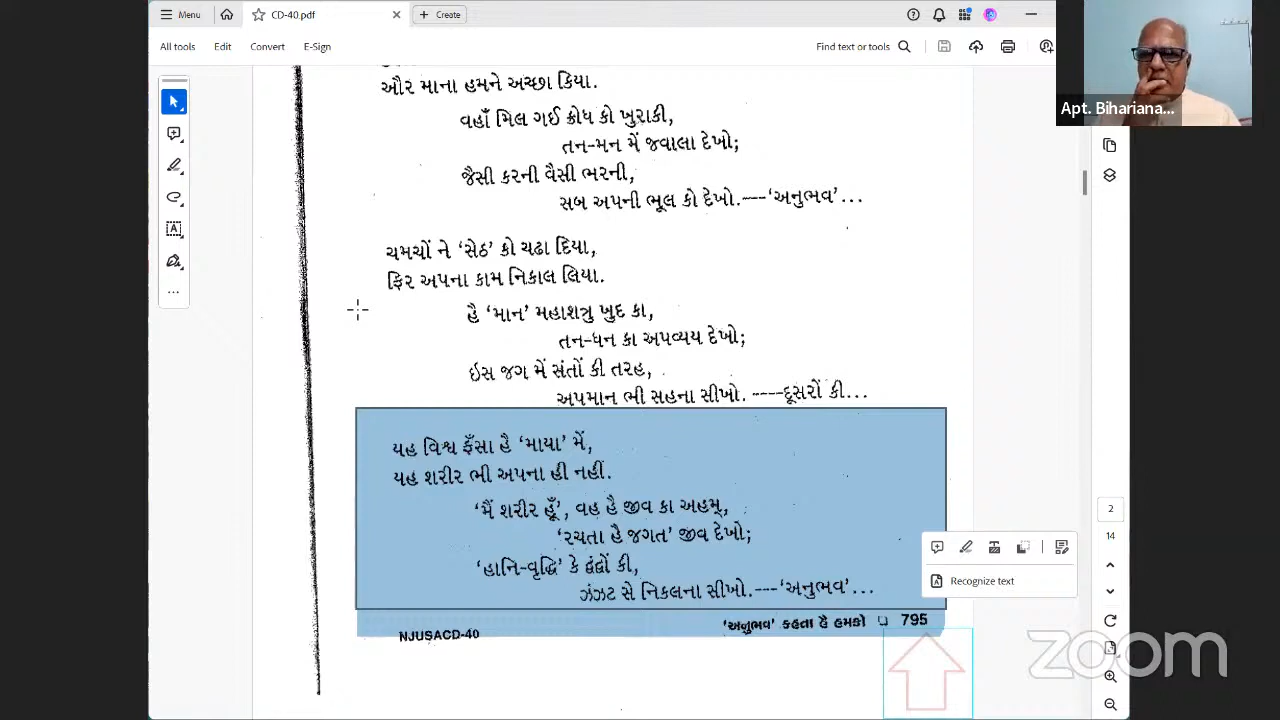 Menu
CD-40.pdf
Create
All tools
Edit
Convert
E-Sign
Find text or tools
Apt. Bihariana...
ઔર માના હમને અચ્છા કિયા.
વહાઁ મિલ ગઈ ક્રોધ કો ખુરાકી,
તન-મન મેં જવાલા દેખો;
જૈસી કરની વૈસી ભરની,
સબ અપની ભૂલ કો દેખો.---‘અનુભવ’...
ચમચોં ને ‘સેઠ’ કો ચઢા દિયા,
ફિર અપના કામ નિકાલ લિયા.
હૈ ‘માન’ મહાશત્રુ ખુદ કા,
તન-ધન કા અપવ્યય દેખો;
ઇસ જગ મેં સંતોં કી તરહ,
અપમાન ભી સહના સીખો. ----દૂસરોં કી...
યહ વિશ્વ ફઁસા હૈ ‘માયા’ મેં,
યહ શરીર ભી અપના હી નહીં.
‘મૈં શરીર હૂઁ’, વહ હૈ જીવ કા અહમ્,
‘રચતા હૈ જગત’ જીવ દેખો;
‘હાનિ-વૃદ્ધિ’ કે દ્વંદ્વોં કી,
ઝંઝટ સે નિકલના સીખો.---‘અનુભવ’...
‘અનુભવ’ કહતા હૈ હમકો ❏ 795
NJUSACD-40
Recognize text
2
14
zoom